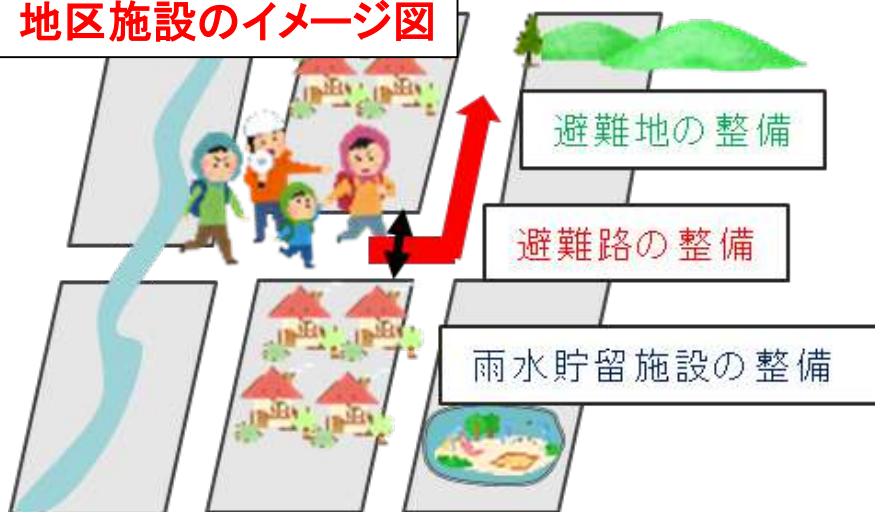 地区施設のイメージ図
避難地の整備
避難路の整備
雨水貯留施設の整備